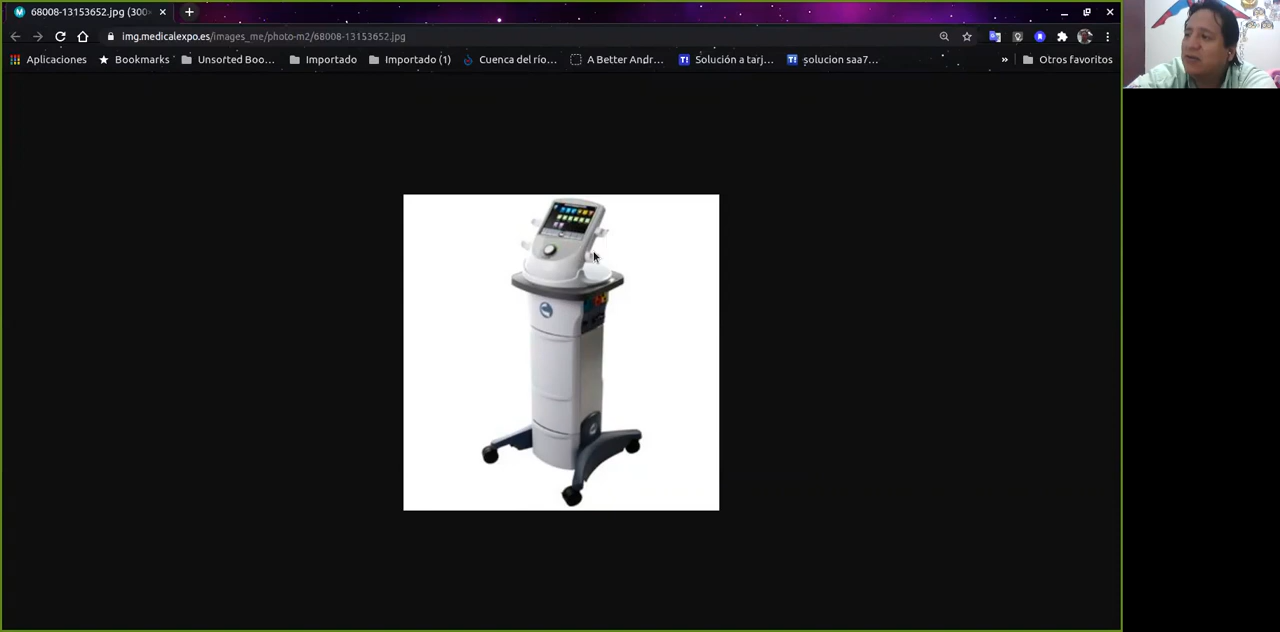 68008-13153652.jpg (300×
img.medicalexpo.es/images_me/photo-m2/68008-13153652.jpg
Aplicaciones
Bookmarks
Unsorted Boo...
Importado
Importado (1)
Cuenca del río...
A Better Andr...
T! Solución a tarj...
T! solucion saa7...
»
Otros favoritos